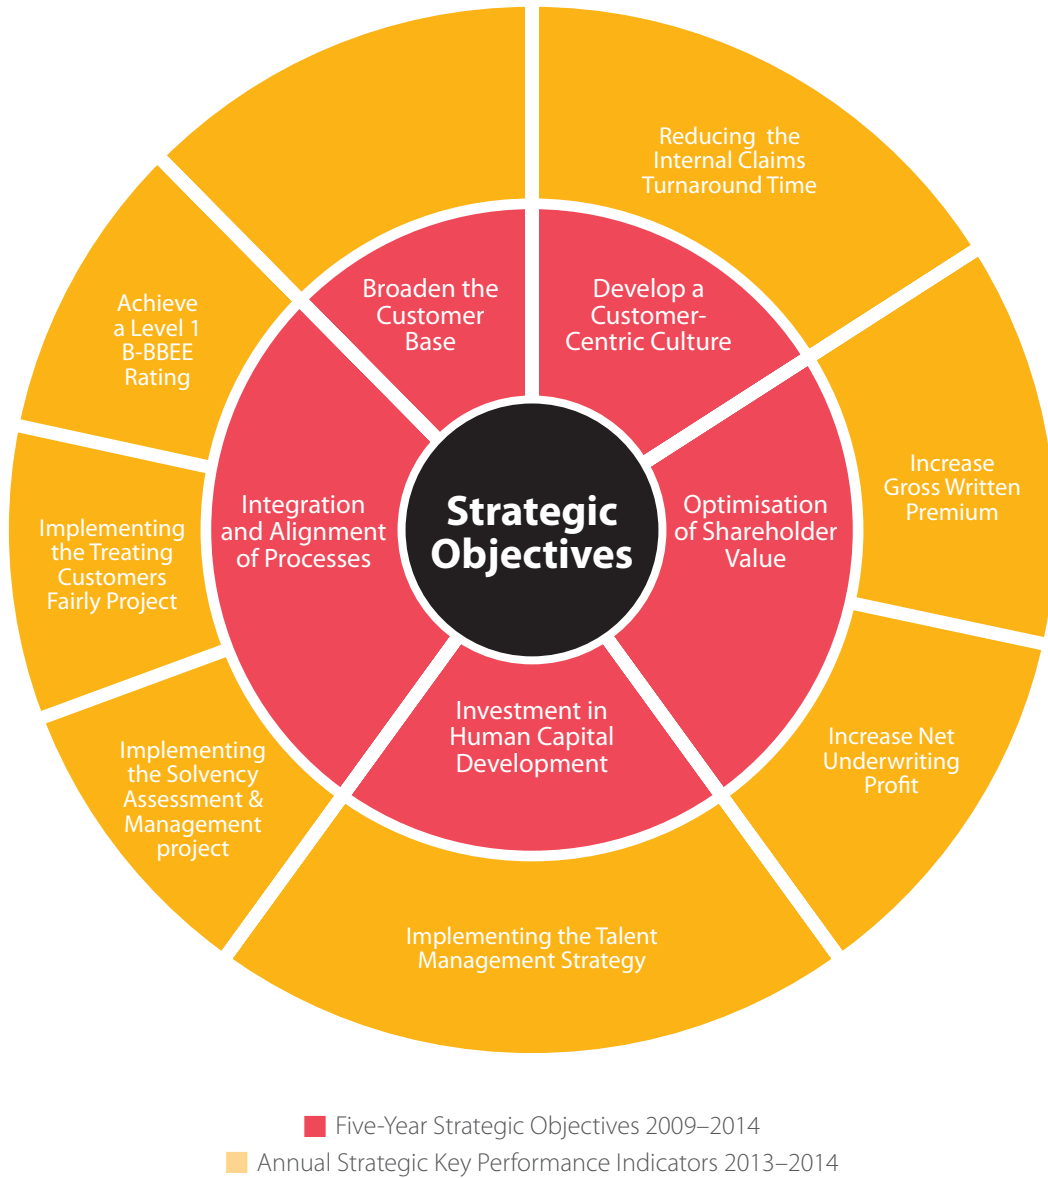 Reducing the
Internal Claims
Turnaround Time
Broaden the
Customer
Base
Develop a
Customer-
Centric Culture
Achieve
a Level 1
B-BBEE
Rating
Increase
Gross Written
Premium
Integration
and Alignment
of Processes
Strategic
Objectives
Optimisation
of Shareholder
Value
Implementing
the Treating
Customers
Fairly Project
Investment in
Human Capital
Development
Increase Net
Underwriting
Profit
Implementing
the Solvency
Assessment &
Management
project
Implementing the Talent
Management Strategy
Five-Year Strategic Objectives 2009–2014
Annual Strategic Key Performance Indicators 2013–2014